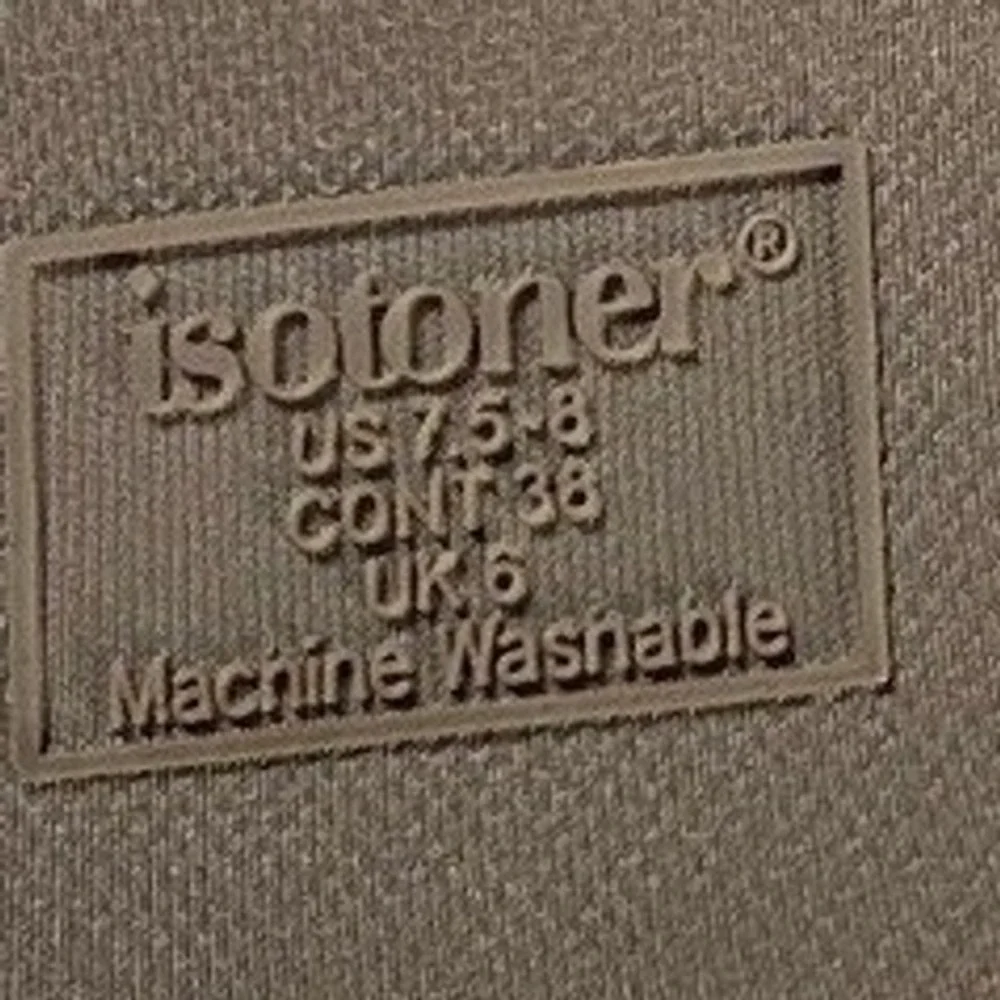 isotoner®
US 7.5-8
CONT 38
UK 6
Machine Washable